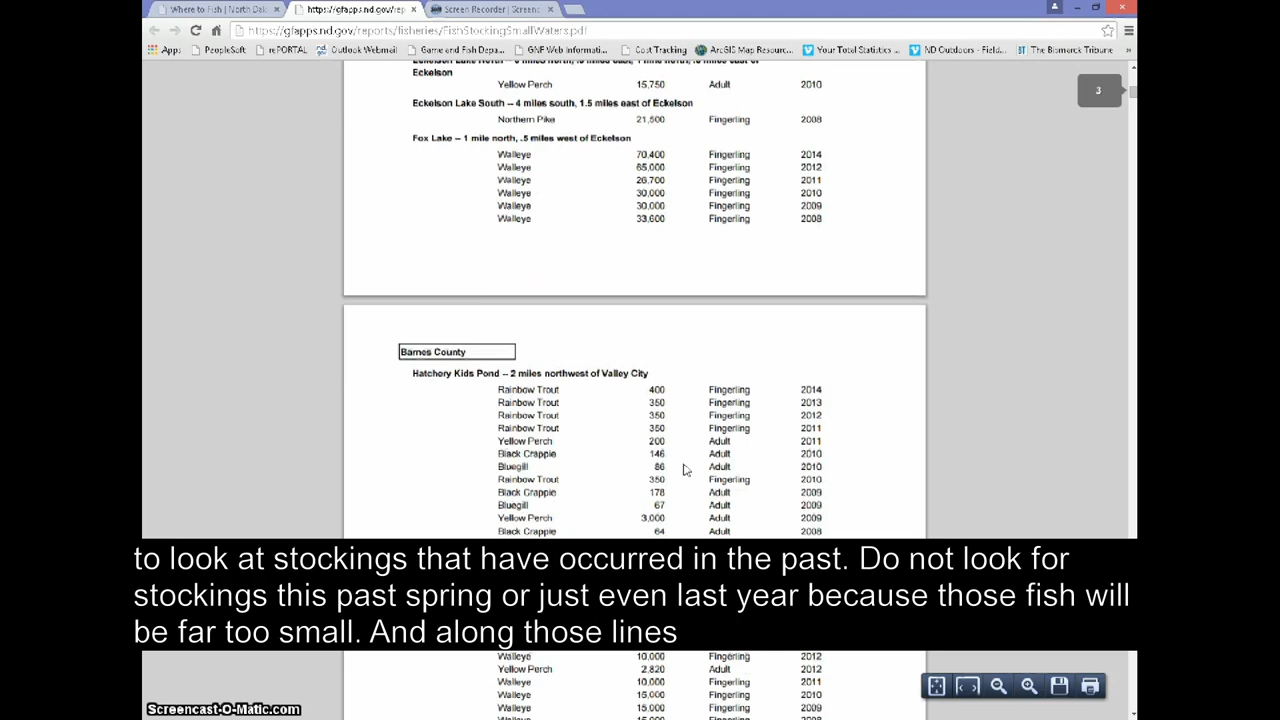 Where to Fish | North Dak
https://gfapps.nd.gov/rep
Screen Recorder | Screenc
https://gfapps.nd.gov/reports/fisheries/FishStockingSmallWaters.pdf
Apps PeopleSoft rePORTAL Outlook Webmail Game and Fish Depa... GNF Web Informati... Cost Tracking ArcGIS Map Resourc... Your Total Statistics ... ND Outdoors - Field... The Bismarck Tribune »
3
Eckelson
Yellow Perch 15,750 Adult 2010
Eckelson Lake South -- 4 miles south, 1.5 miles east of Eckelson
Northern Pike 21,500 Fingerling 2008
Fox Lake -- 1 mile north, .5 miles west of Eckelson
Walleye 70,400 Fingerling 2014
Walleye 65,000 Fingerling 2012
Walleye 26,700 Fingerling 2011
Walleye 30,000 Fingerling 2010
Walleye 30,000 Fingerling 2009
Walleye 33,600 Fingerling 2008
Barnes County
Hatchery Kids Pond -- 2 miles northwest of Valley City
Rainbow Trout 400 Fingerling 2014
Rainbow Trout 350 Fingerling 2013
Rainbow Trout 350 Fingerling 2012
Rainbow Trout 350 Fingerling 2011
Yellow Perch 200 Adult 2011
Black Crappie 146 Adult 2010
Bluegill 86 Adult 2010
Rainbow Trout 350 Fingerling 2010
Black Crappie 178 Adult 2009
Bluegill 67 Adult 2009
Yellow Perch 3,000 Adult 2009
Black Crappie 64 Adult 2008
to look at stockings that have occurred in the past. Do not look for
stockings this past spring or just even last year because those fish will
be far too small. And along those lines
Walleye 10,000 Fingerling 2012
Yellow Perch 2,820 Adult 2012
Walleye 10,000 Fingerling 2011
Walleye 15,000 Fingerling 2010
Walleye 15,000 Fingerling 2009
Screencast-O-Matic.com